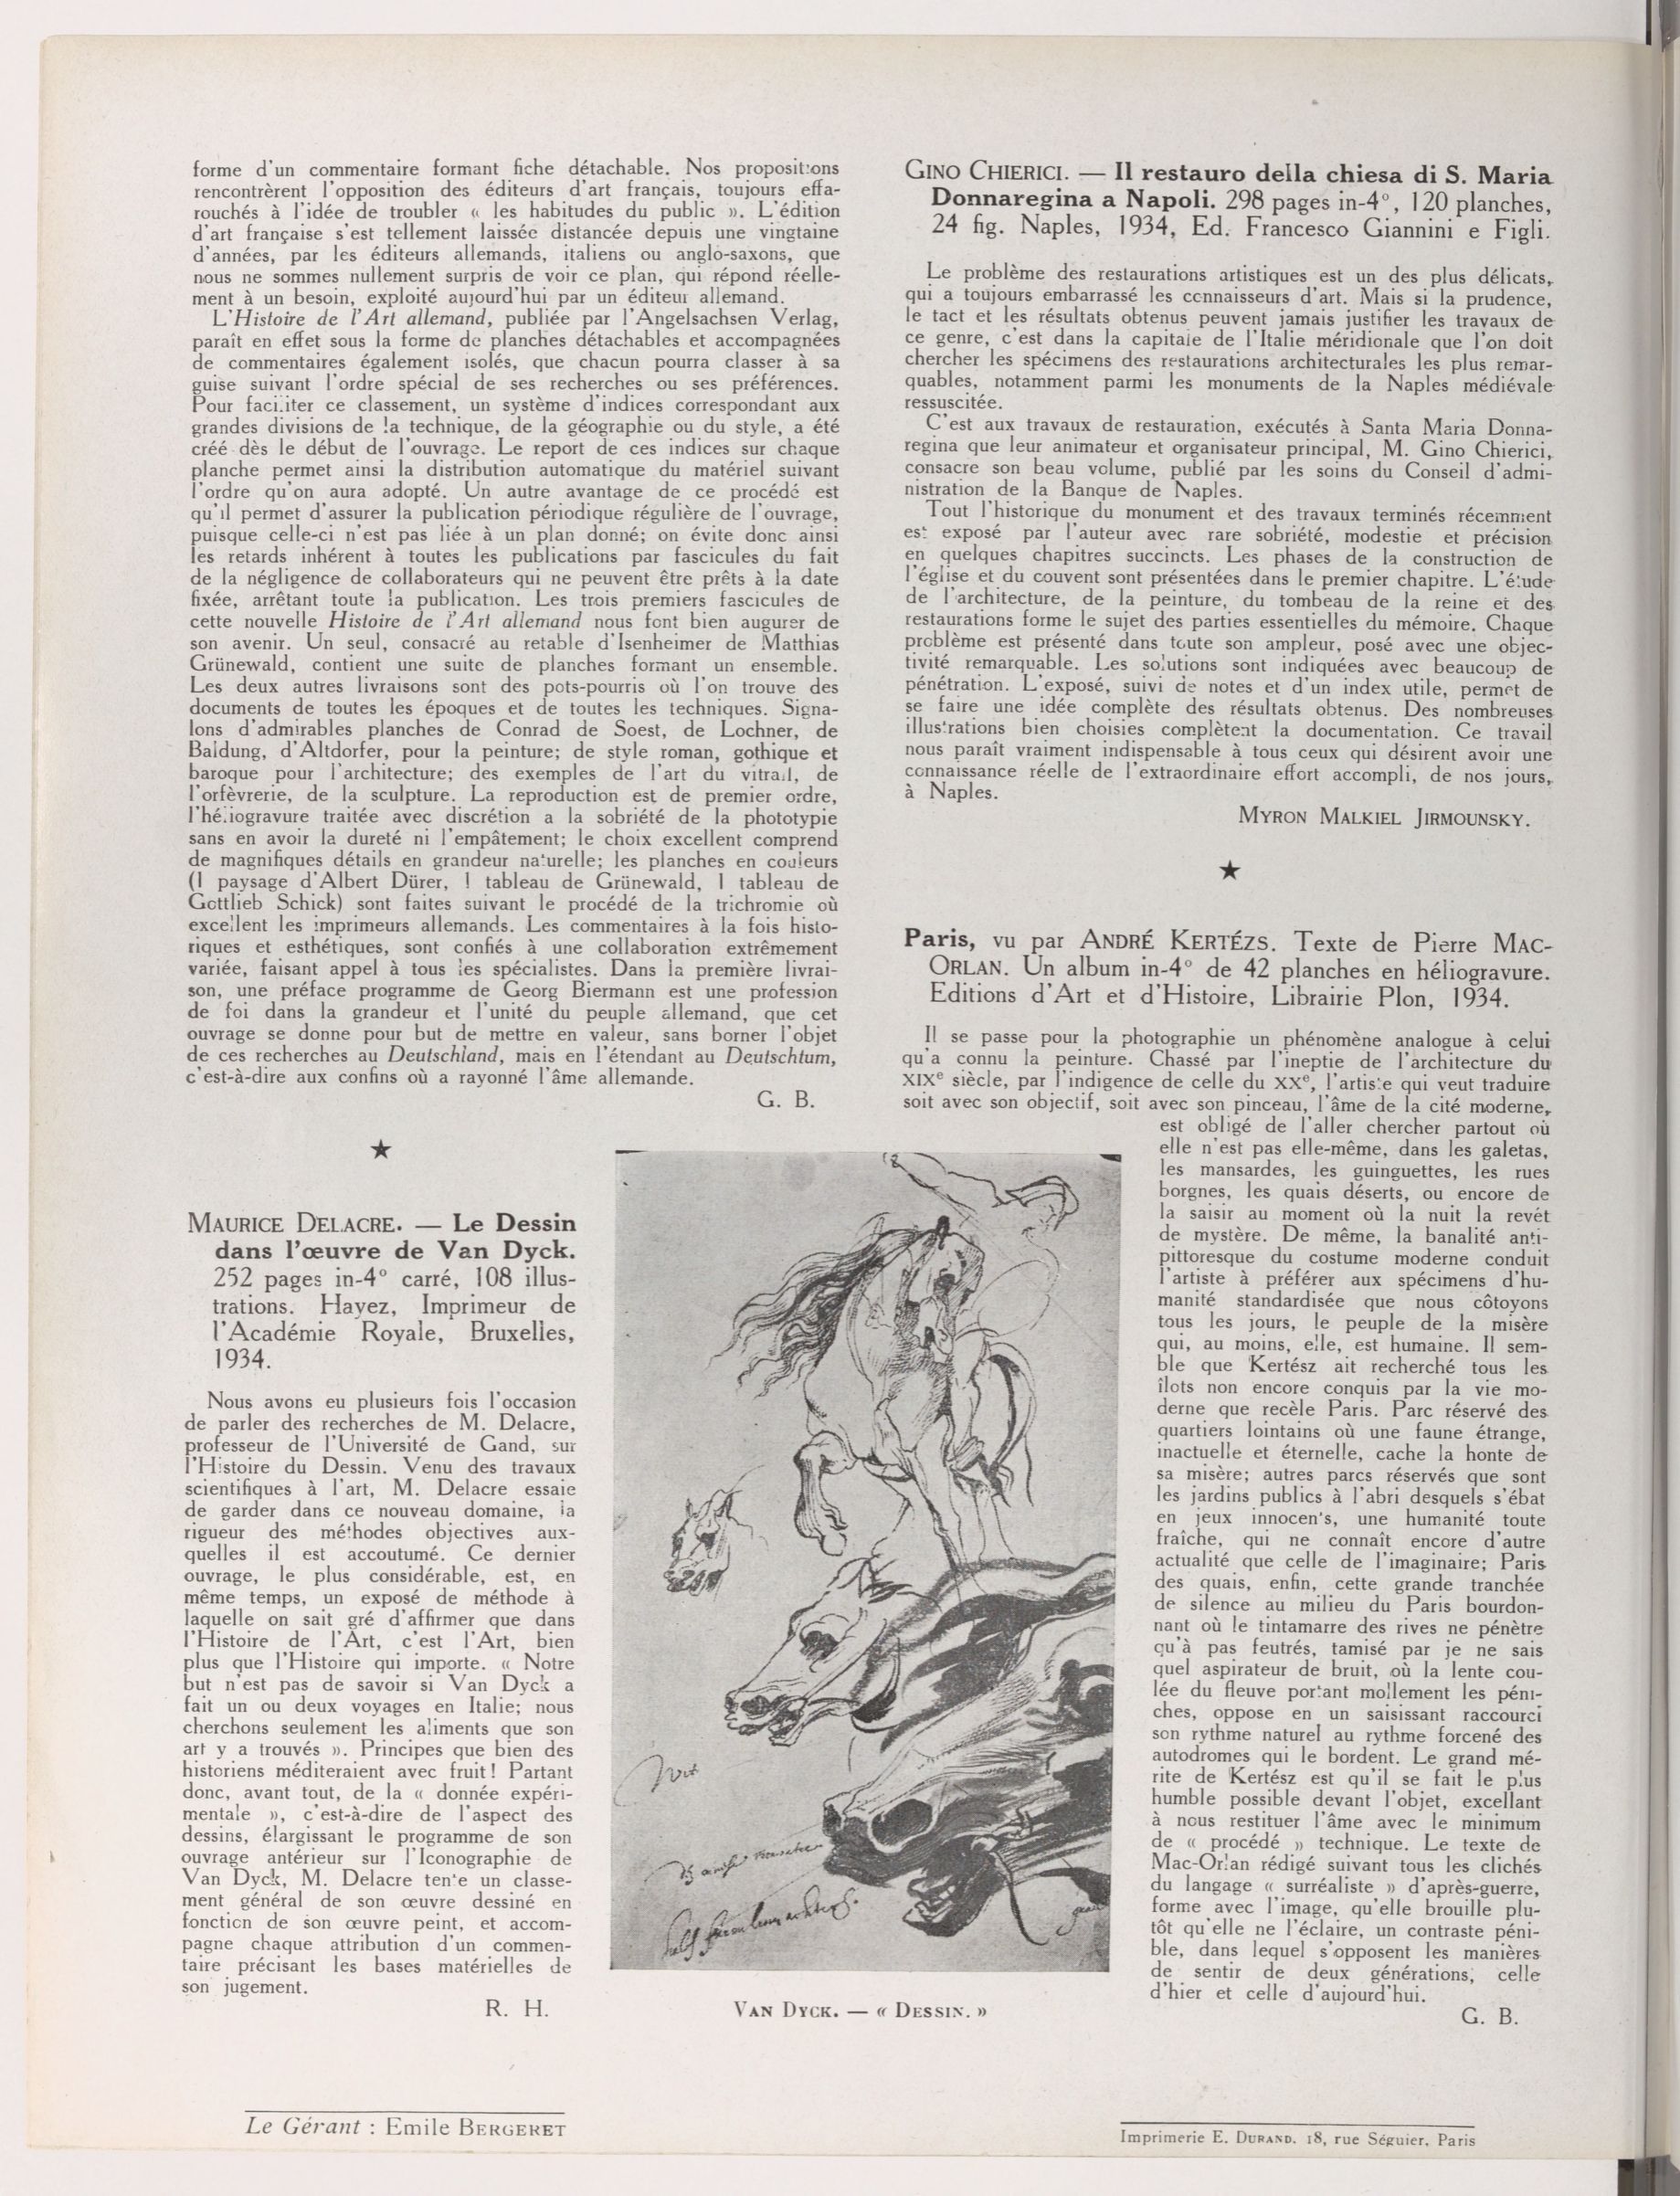 forme d'un commentaire formant fiche détachable. Nos propositions
rencontrèrent l'opposition des éditeurs d'art français, toujours effa-
rouchés à l'idée de troubler « les habitudes du public ». L'édition
d'art française s'est tellement laissée distancée depuis une vingtaine
d'années, par les éditeurs allemands, italiens ou anglo-saxons, que
nous ne sommes nullement surpris de voir ce plan, qui répond réelle-
ment à un besoin, exploité aujourd'hui par un éditeur allemand.
L'Histoire de l'Art allemand, publiée par l'Angelsachsen Verlag,
paraît en effet sous la forme de planches détachables et accompagnées
de commentaires également isolés, que chacun pourra classer à sa
guise suivant l'ordre spécial de ses recherches ou ses préférences.
Pour faciliter ce classement, un système d'indices correspondant aux
grandes divisions de la technique, de la géographie ou du style, a été
créé dès le début de l'ouvrage. Le report de ces indices sur chaque
planche permet ainsi la distribution automatique du matériel suivant
l'ordre qu'on aura adopté. Un autre avantage de ce procédé est
qu'il permet d'assurer la publication périodique régulière de l'ouvrage,
puisque celle-ci n'est pas liée à un plan donné; on évite donc ainsi
les retards inhérent à toutes les publications par fascicules du fait
de la négligence de collaborateurs qui ne peuvent être prêts à la date
fixée, arrêtant toute la publication. Les trois premiers fascicules de
cette nouvelle Histoire de l'Art allemand nous font bien augurer de
son avenir. Un seul, consacré au retable d'Isenheimer de Matthias
Grünewald, contient une suite de planches formant un ensemble.
Les deux autres livraisons sont des pots-pourris où l'on trouve des
documents de toutes les époques et de toutes les techniques. Signa-
lons d'admirables planches de Conrad de Soest, de Lochner, de
Baldung, d'Altdorfer, pour la peinture; de style roman, gothique et
baroque pour l'architecture; des exemples de l'art du vitrail, de
l'orfèvrerie, de la sculpture. La reproduction est de premier ordre,
l'héliogravure traitée avec discrétion a la sobriété de la phototypie
sans en avoir la dureté ni l'empâtement; le choix excellent comprend
de magnifiques détails en grandeur naturelle; les planches en couleurs
(1 paysage d'Albert Dürer, 1 tableau de Grünewald, 1 tableau de
Gottlieb Schick) sont faites suivant le procédé de la trichromie où
excellent les imprimeurs allemands. Les commentaires à la fois histo-
riques et esthétiques, sont confiés à une collaboration extrêmement
variée, faisant appel à tous les spécialistes. Dans la première livrai-
son, une préface programme de Georg Biermann est une profession
de foi dans la grandeur et l'unité du peuple allemand, que cet
ouvrage se donne pour but de mettre en valeur, sans borner l'objet
de ces recherches au Deutschland, mais en l'étendant au Deutschtum,
c'est-à-dire aux confins où a rayonné l'âme allemande.
G. B.
★
MAURICE DELACRE. — Le Dessin
dans l'œuvre de Van Dyck.
252 pages in-4° carré, 108 illus-
trations. Hayez, Imprimeur de
l'Académie Royale, Bruxelles,
1934.
Nous avons eu plusieurs fois l'occasion
de parler des recherches de M. Delacre,
professeur de l'Université de Gand, sur
l'Histoire du Dessin. Venu des travaux
scientifiques à l'art, M. Delacre essaie
de garder dans ce nouveau domaine, la
rigueur des méthodes objectives aux-
quelles il est accoutumé. Ce dernier
ouvrage, le plus considérable, est, en
même temps, un exposé de méthode à
laquelle on sait gré d'affirmer que dans
l'Histoire de l'Art, c'est l'Art, bien
plus que l'Histoire qui importe. « Notre
but n'est pas de savoir si Van Dyck a
fait un ou deux voyages en Italie; nous
cherchons seulement les aliments que son
art y a trouvés ». Principes que bien des
historiens méditeraient avec fruit! Partant
donc, avant tout, de la « donnée expéri-
mentale », c'est-à-dire de l'aspect des
dessins, élargissant le programme de son
ouvrage antérieur sur l'Iconographie de
Van Dyck, M. Delacre tente un classe-
ment général de son œuvre dessiné en
fonction de son œuvre peint, et accom-
pagne chaque attribution d'un commen-
taire précisant les bases matérielles de
son jugement.
R. H.
VAN DYCK. — « DESSIN. »
GINO CHIERICI. — Il restauro della chiesa di S. Maria
Donnaregina a Napoli. 298 pages in-4°, 120 planches,
24 fig. Naples, 1934, Ed. Francesco Giannini e Figli.
Le problème des restaurations artistiques est un des plus délicats,
qui a toujours embarrassé les connaisseurs d'art. Mais si la prudence,
le tact et les résultats obtenus peuvent jamais justifier les travaux de
ce genre, c'est dans la capitale de l'Italie méridionale que l'on doit
chercher les spécimens des restaurations architecturales les plus remar-
quables, notamment parmi les monuments de la Naples médiévale
ressuscitée.
C'est aux travaux de restauration, exécutés à Santa Maria Donna-
regina que leur animateur et organisateur principal, M. Gino Chierici,
consacre son beau volume, publié par les soins du Conseil d'admi-
nistration de la Banque de Naples.
Tout l'historique du monument et des travaux terminés récemment
est exposé par l'auteur avec rare sobriété, modestie et précision
en quelques chapitres succincts. Les phases de la construction de
l'église et du couvent sont présentées dans le premier chapitre. L'étude
de l'architecture, de la peinture, du tombeau de la reine et des
restaurations forme le sujet des parties essentielles du mémoire. Chaque
problème est présenté dans toute son ampleur, posé avec une objec-
tivité remarquable. Les solutions sont indiquées avec beaucoup de
pénétration. L'exposé, suivi de notes et d'un index utile, permet de
se faire une idée complète des résultats obtenus. Des nombreuses
illustrations bien choisies complètent la documentation. Ce travail
nous paraît vraiment indispensable à tous ceux qui désirent avoir une
connaissance réelle de l'extraordinaire effort accompli, de nos jours,
à Naples.
MYRON MALKIEL JIRMOUNSKY.
★
Paris, vu par ANDRÉ KERTÉZS. Texte de Pierre MAC-
ORLAN. Un album in-4° de 42 planches en héliogravure.
Editions d'Art et d'Histoire, Librairie Plon, 1934.
Il se passe pour la photographie un phénomène analogue à celui
qu'a connu la peinture. Chassé par l'ineptie de l'architecture du
XIXe siècle, par l'indigence de celle du XXe, l'artiste qui veut traduire
soit avec son objectif, soit avec son pinceau, l'âme de la cité moderne,
est obligé de l'aller chercher partout où
elle n'est pas elle-même, dans les galetas,
les mansardes, les guinguettes, les rues
borgnes, les quais déserts, ou encore de
la saisir au moment où la nuit la revêt
de mystère. De même, la banalité anti-
pittoresque du costume moderne conduit
l'artiste à préférer aux spécimens d'hu-
manité standardisée que nous côtoyons
tous les jours, le peuple de la misère
qui, au moins, elle, est humaine. Il sem-
ble que Kertész ait recherché tous les
îlots non encore conquis par la vie mo-
derne que recèle Paris. Parc réservé des
quartiers lointains où une faune étrange,
inactuelle et éternelle, cache la honte de
sa misère; autres parcs réservés que sont
les jardins publics à l'abri desquels s'ébat
en jeux innocents, une humanité toute
fraîche, qui ne connaît encore d'autre
actualité que celle de l'imaginaire; Paris
des quais, enfin, cette grande tranchée
de silence au milieu du Paris bourdon-
nant où le tintamarre des rives ne pénètre
qu'à pas feutrés, tamisé par je ne sais
quel aspirateur de bruit, où la lente cou-
lée du fleuve portant mollement les péni-
ches, oppose en un saisissant raccourci
son rythme naturel au rythme forcené des
autodromes qui le bordent. Le grand mé-
rite de Kertész est qu'il se fait le plus
humble possible devant l'objet, excellant
à nous restituer l'âme avec le minimum
de « procédé » technique. Le texte de
Mac-Orlan rédigé suivant tous les clichés
du langage « surréaliste » d'après-guerre,
forme avec l'image, qu'elle brouille plu-
tôt qu'elle ne l'éclaire, un contraste péni-
ble, dans lequel s'opposent les manières
de sentir de deux générations, celle
d'hier et celle d'aujourd'hui.
G. B.
Le Gérant : Emile BERGERET
Imprimerie E. DURAND. 18, rue Séguier, Paris